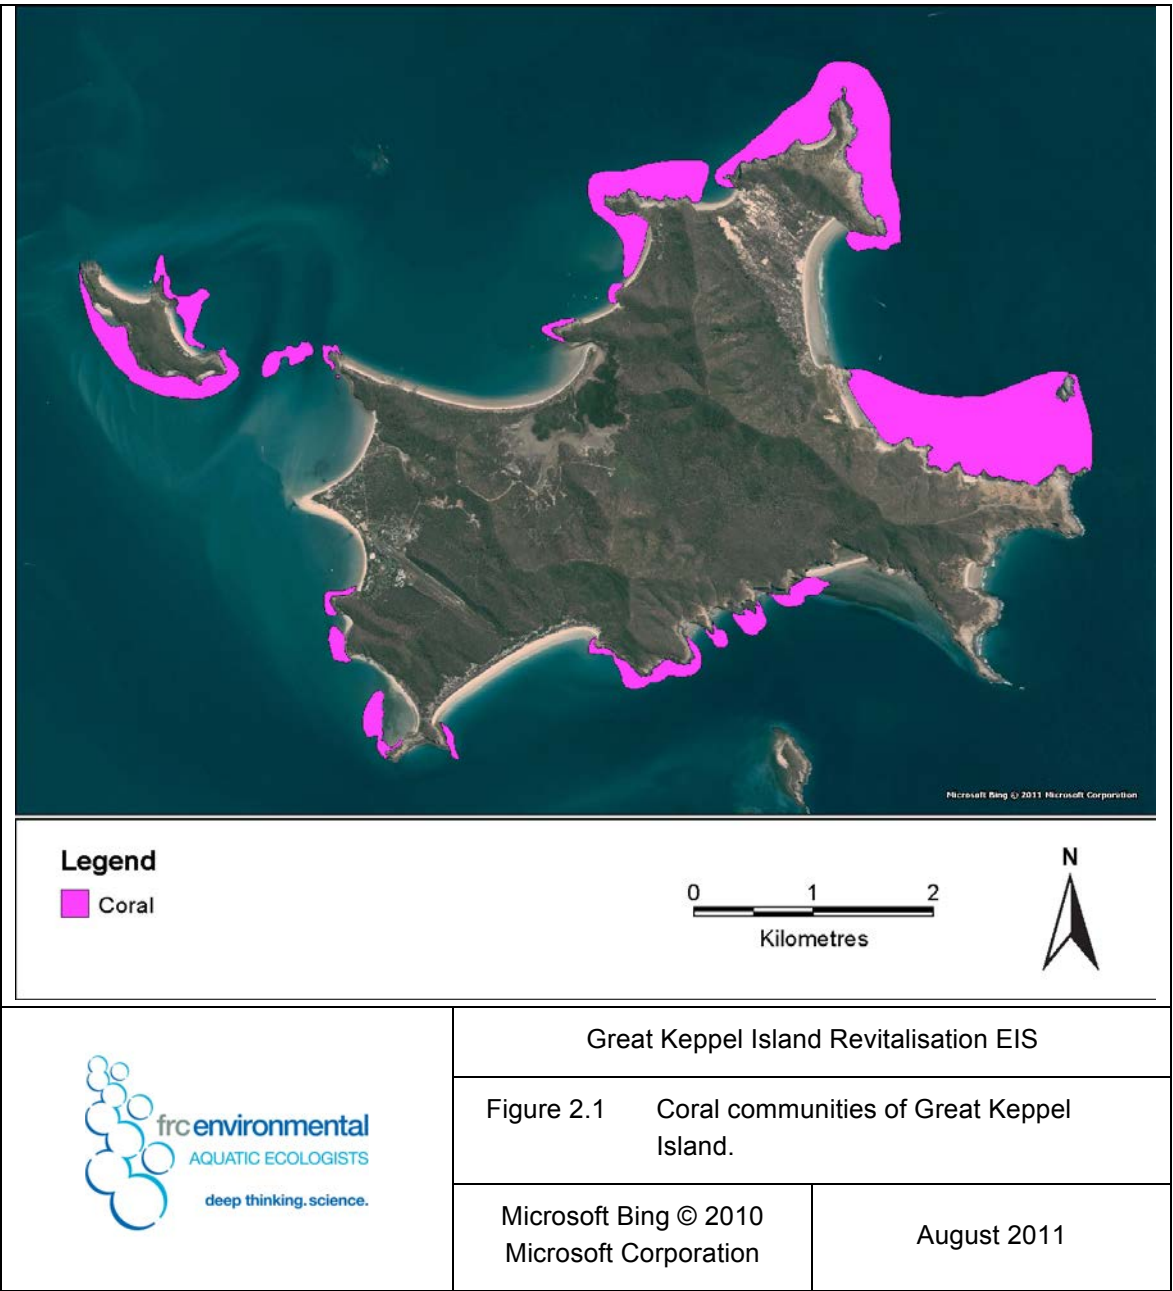 Microsoft Bing © 2011 Microsoft Corporation
Legend
Coral
N
0 1 2
Kilometres
frc environmental
AQUATIC ECOLOGISTS
deep thinking. science.
Great Keppel Island Revitalisation EIS
Figure 2.1 Coral communities of Great Keppel
Island.
Microsoft Bing © 2010
Microsoft Corporation
August 2011